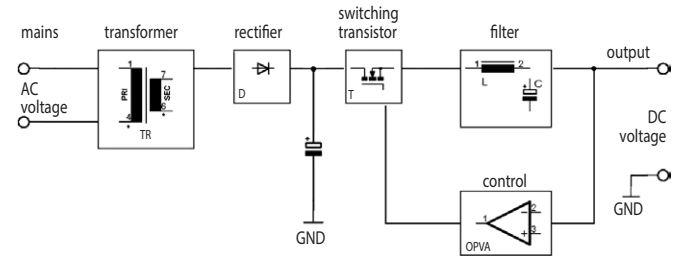 switching
mains transformer rectifier transistor filter
output
AC
voltage
PRI
SEC
1
4
7
6
TR
D
T
1 2
L
C
+
DC
voltage
GND
control
GND
1
2
3
−
+
OPVA